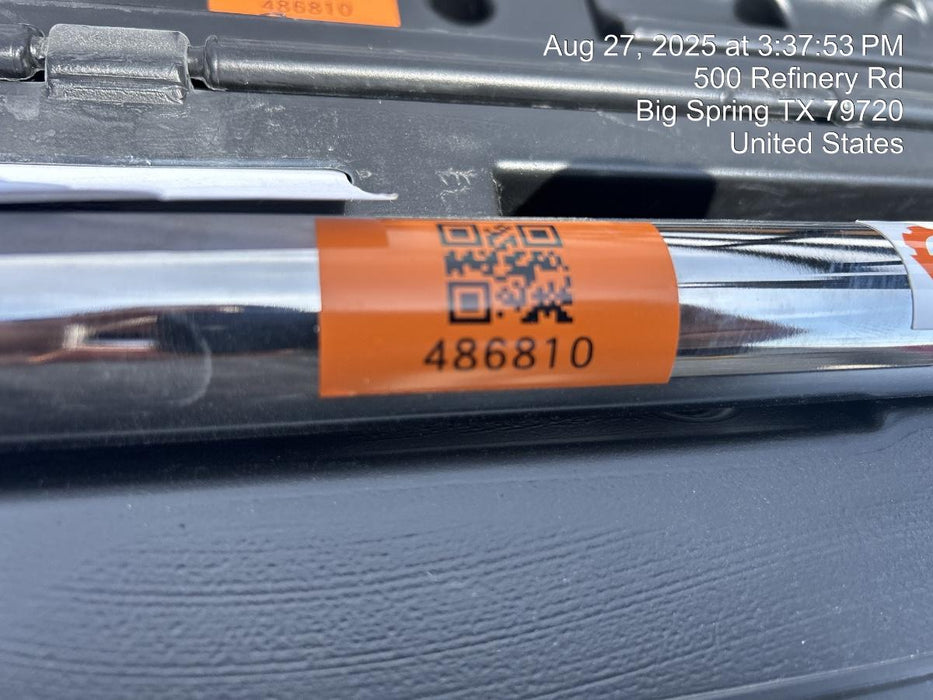 486810
Aug 27, 2025 at 3:37:53 PM
500 Refinery Rd
Big Spring TX 79720
United States
486810